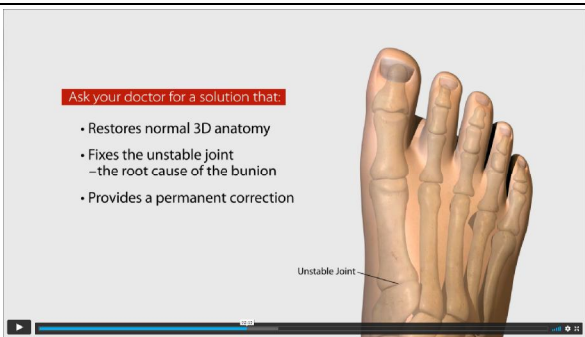 Ask your doctor for a solution that:
• Restores normal 3D anatomy
• Fixes the unstable joint
–the root cause of the bunion
• Provides a permanent correction
Unstable Joint